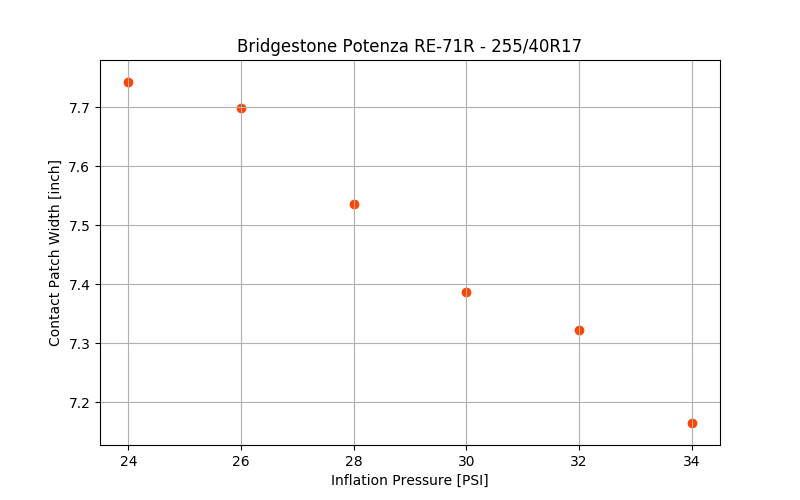 Bridgestone Potenza RE-71R - 255/40R17
Contact Patch Width [inch]
7.7
7.6
7.5
7.4
7.3
7.2
24 26 28 30 32 34
Inflation Pressure [PSI]